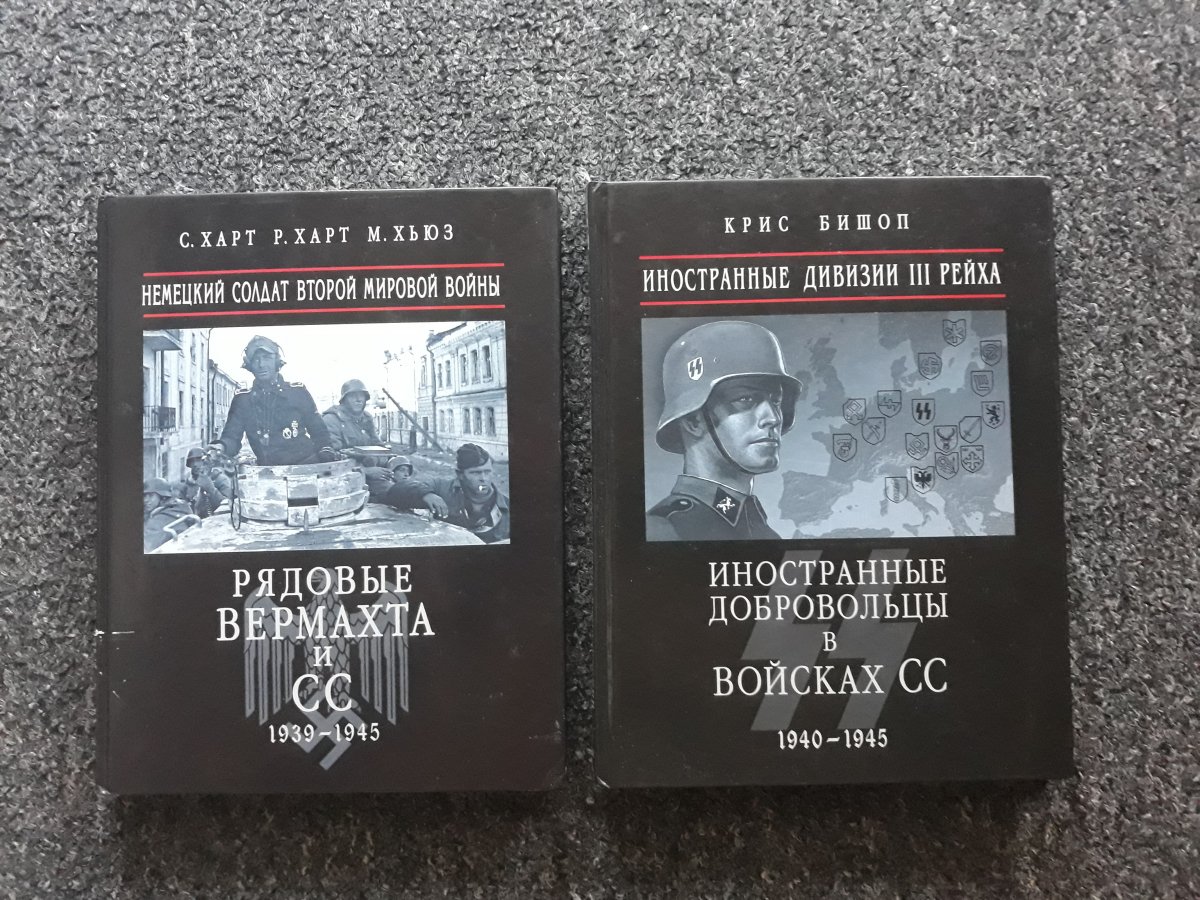 С. ХАРТ Р. ХАРТ М. ХЬЮЗ
НЕМЕЦКИЙ СОЛДАТ ВТОРОЙ МИРОВОЙ ВОЙНЫ
РЯДОВЫЕ
ВЕРМАХТА
И
СС
1939–1945
КРИС БИШОП
ИНОСТРАННЫЕ ДИВИЗИИ III РЕЙХА
ИНОСТРАННЫЕ
ДОБРОВОЛЬЦЫ
В
ВОЙСКАХ СС
1940–1945